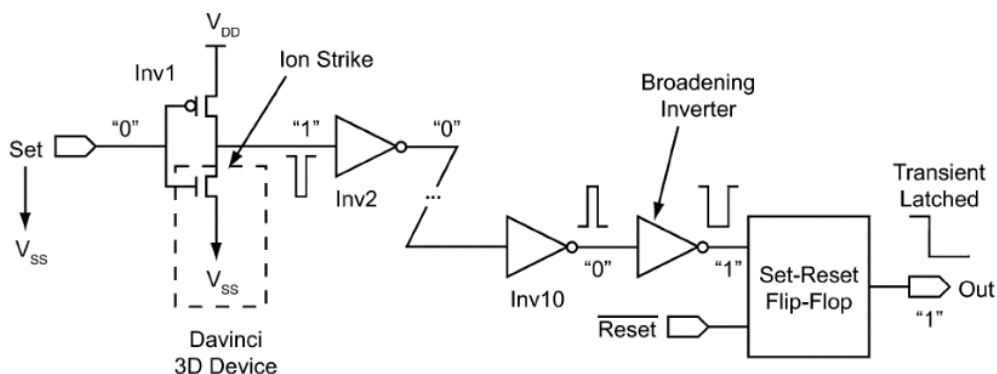 V_DD
Ion Strike
Inv1
Broadening
Inverter
"0"
"1"
"0"
Set
Inv2
...
Transient
Latched
V_SS
V_SS
"0"
"1"
Set-Reset
Flip-Flop
Out
Inv10
"1"
Reset
Davinci
3D Device